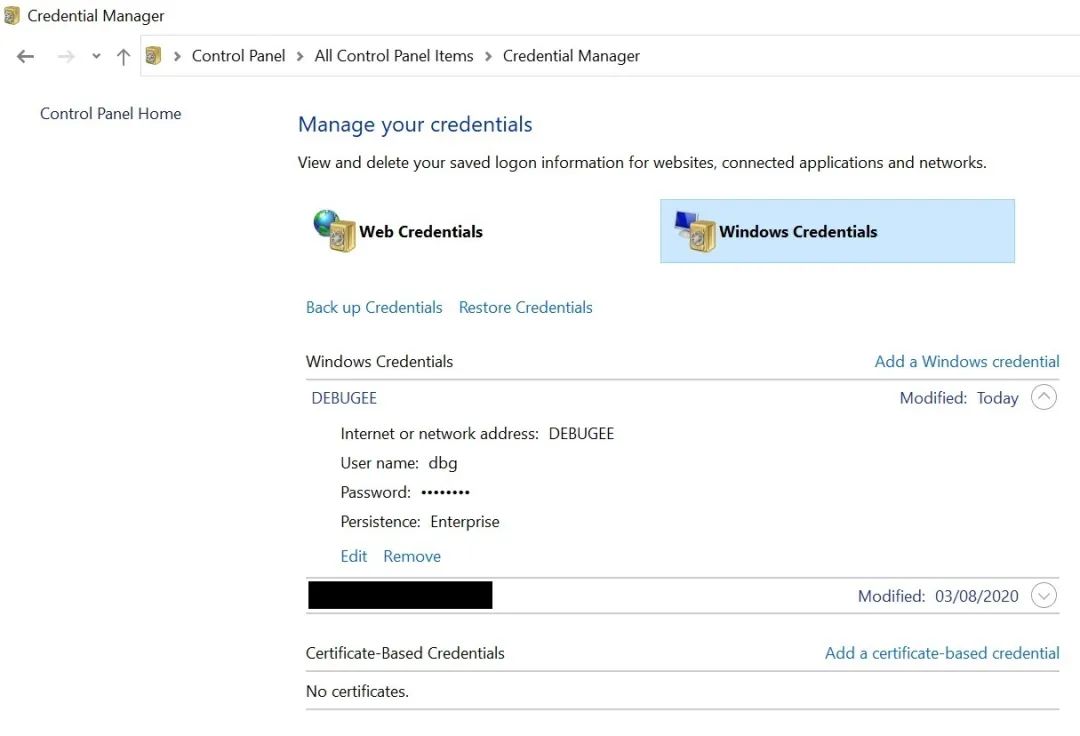 Credential Manager
Control Panel > All Control Panel Items > Credential Manager
Control Panel Home
Manage your credentials
View and delete your saved logon information for websites, connected applications and networks.
Web Credentials Windows Credentials
Back up Credentials Restore Credentials
Windows Credentials Add a Windows credential
DEBUGEE Modified: Today
Internet or network address: DEBUGEE
User name: dbg
Password: ••••••••
Persistence: Enterprise
Edit Remove
Modified: 03/08/2020
Certificate-Based Credentials Add a certificate-based credential
No certificates.